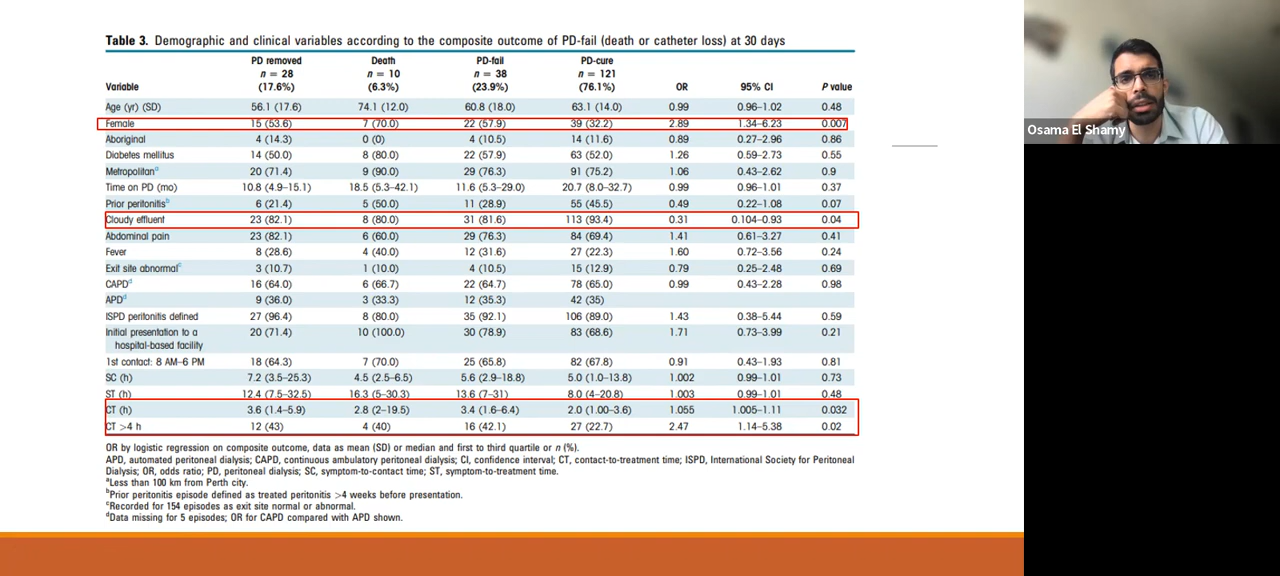 Table 3. Demographic and clinical variables according to the composite outcome of PD-fail (death or catheter loss) at 30 days
PD removed Death PD-fail PD-cure
n = 28 n = 10 n = 38 n = 121
Variable (17.6%) (6.3%) (23.9%) (76.1%) OR 95% CI P value
Age (yr) (SD) 56.1 (17.6) 74.1 (12.0) 60.8 (18.0) 63.1 (14.0) 0.99 0.96–1.02 0.48
Female 15 (53.6) 7 (70.0) 22 (57.9) 39 (32.2) 2.89 1.34–6.23 0.007
Aboriginal 4 (14.3) 0 (0) 4 (10.5) 14 (11.6) 0.89 0.27–2.96 0.86
Diabetes mellitus 14 (50.0) 8 (80.0) 22 (57.9) 63 (52.0) 1.26 0.59–2.73 0.55
Metropolitanᵃ 20 (71.4) 9 (90.0) 29 (76.3) 91 (75.2) 1.06 0.43–2.62 0.9
Time on PD (mo) 10.8 (4.9–15.1) 18.5 (5.3–42.1) 11.6 (5.3–29.0) 20.7 (8.0–32.7) 0.99 0.96–1.01 0.37
Prior peritonitisᵇ 6 (21.4) 5 (50.0) 11 (28.9) 55 (45.5) 0.49 0.22–1.08 0.07
Cloudy effluent 23 (82.1) 8 (80.0) 31 (81.6) 113 (93.4) 0.31 0.104–0.93 0.04
Abdominal pain 23 (82.1) 6 (60.0) 29 (76.3) 84 (69.4) 1.41 0.61–3.27 0.41
Fever 8 (28.6) 4 (40.0) 12 (31.6) 27 (22.3) 1.60 0.72–3.56 0.24
Exit site abnormalᶜ 3 (10.7) 1 (10.0) 4 (10.5) 15 (12.9) 0.79 0.25–2.48 0.69
CAPDᵈ 16 (64.0) 6 (66.7) 22 (64.7) 78 (65.0) 0.99 0.43–2.28 0.98
APDᵈ 9 (36.0) 3 (33.3) 12 (35.3) 42 (35)
ISPD peritonitis defined 27 (96.4) 8 (80.0) 35 (92.1) 106 (89.0) 1.43 0.38–5.44 0.59
Initial presentation to a 20 (71.4) 10 (100.0) 30 (78.9) 83 (68.6) 1.71 0.73–3.99 0.21
hospital-based facility
1st contact: 8 AM–6 PM 18 (64.3) 7 (70.0) 25 (65.8) 82 (67.8) 0.91 0.43–1.93 0.81
SC (h) 7.2 (3.5–25.3) 4.5 (2.5–6.5) 5.6 (2.9–18.8) 5.0 (1.0–13.8) 1.002 0.99–1.01 0.73
ST (h) 12.4 (7.5–32.5) 16.3 (5–30.3) 13.6 (7–31) 8.0 (4–20.8) 1.003 0.99–1.01 0.48
CT (h) 3.6 (1.4–5.9) 2.8 (2–19.5) 3.4 (1.6–6.4) 2.0 (1.00–3.6) 1.055 1.005–1.11 0.032
CT >4 h 12 (43) 4 (40) 16 (42.1) 27 (22.7) 2.47 1.14–5.38 0.02
OR by logistic regression on composite outcome, data as mean (SD) or median and first to third quartile or n (%).
APD, automated peritoneal dialysis; CAPD, continuous ambulatory peritoneal dialysis; CI, confidence interval; CT, contact-to-treatment time; ISPD, International Society for Peritoneal
Dialysis; OR, odds ratio; PD, peritoneal dialysis; SC, symptom-to-contact time; ST, symptom-to-treatment time.
ᵃLess than 100 km from Perth city.
ᵇPrior peritonitis episode defined as treated peritonitis >4 weeks before presentation.
ᶜRecorded for 154 episodes as exit site normal or abnormal.
ᵈData missing for 5 episodes; OR for CAPD compared with APD shown.
Osama El Shamy